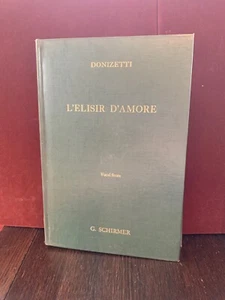 DONIZETTI
L'ELISIR D'AMORE
Vocal Score
G. SCHIRMER